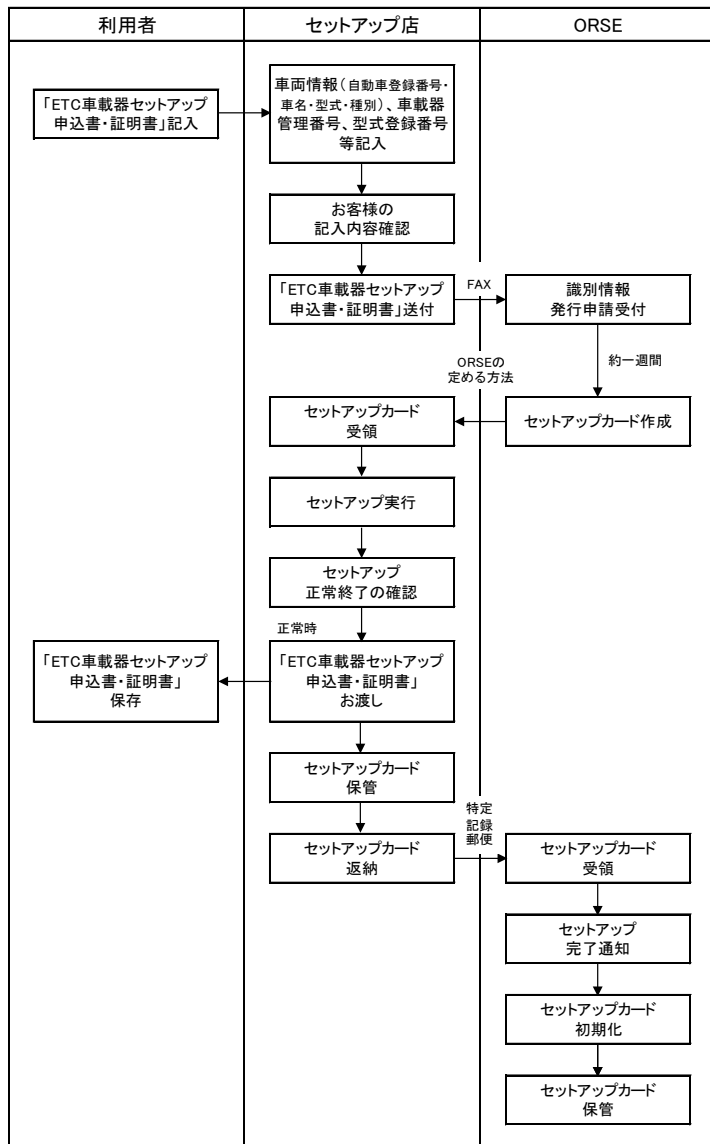 利用者
セットアップ店
ORSE
「ETC車載器セットアップ
申込書・証明書」記入
車両情報(自動車登録番号・
車名・型式・種別)、車載器
管理番号、型式登録番号
等記入
お客様の
記入内容確認
「ETC車載器セットアップ
申込書・証明書」送付
FAX
識別情報
発行申請受付
約一週間
ORSEの
定める方法
セットアップカード作成
セットアップカード
受領
セットアップ実行
セットアップ
正常終了の確認
正常時
「ETC車載器セットアップ
申込書・証明書」
お渡し
「ETC車載器セットアップ
申込書・証明書」
保存
セットアップカード
保管
セットアップカード
返納
特定
記録
郵便
セットアップカード
受領
セットアップ
完了通知
セットアップカード
初期化
セットアップカード
保管